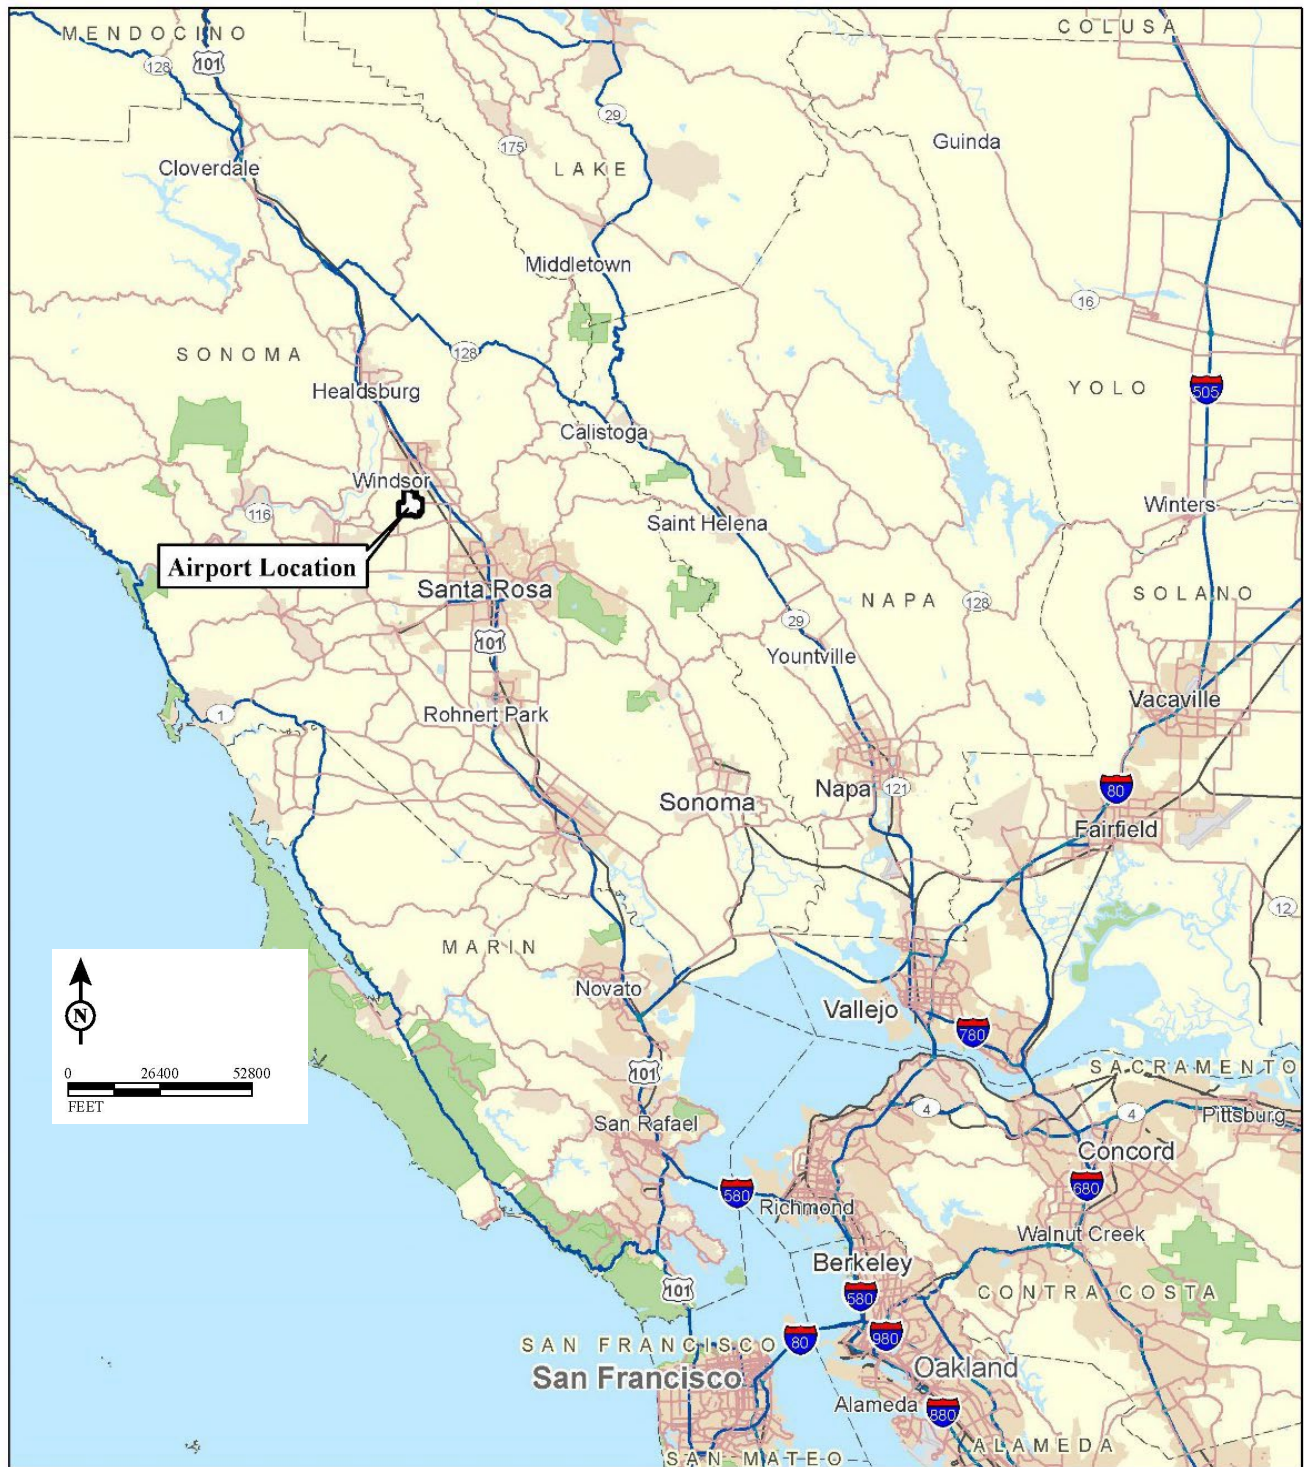 MENDOCINO
COLUSA
128
101
29
175
Guinda
LAKE
Cloverdale
Middletown
16
SONOMA
128
Healdsburg
YOLO
505
Calistoga
Windsor
116
Saint Helena
Winters
Airport Location
Santa Rosa
NAPA
128
SOLANO
29
101
Yountville
Vacaville
1
Rohnert Park
Napa
121
80
Sonoma
Fairfield
12
MARIN
Novato
N
Vallejo
780
0 26400 52800
FEET
101
SACRAMENTO
4
4
Pittsburg
San Rafael
Concord
580
680
Richmond
Walnut Creek
Berkeley
101
580
CONTRA COSTA
SAN FRANCISCO
80
980
San Francisco
Oakland
Alameda
880
ALAMEDA
SAN MATEO